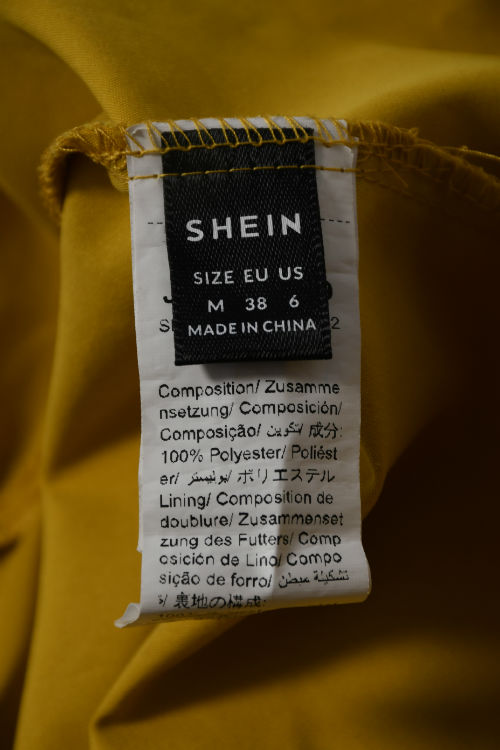 SHEIN
SIZE EU US
M 38 6
MADE IN CHINA
Composition/ Zusamme
nsetzung/ Composición/
Composição/ تكوين/ 成分:
100% Polyester/ Poliést
er/ بوليستر/ ポリエステル
Lining/ Composition de
doublure/ Zusammenset
zung des Futters/ Comp
osición de Lino/ Compo
sição de forro/ تشكيلة مبطن
/ 裏地の構成: